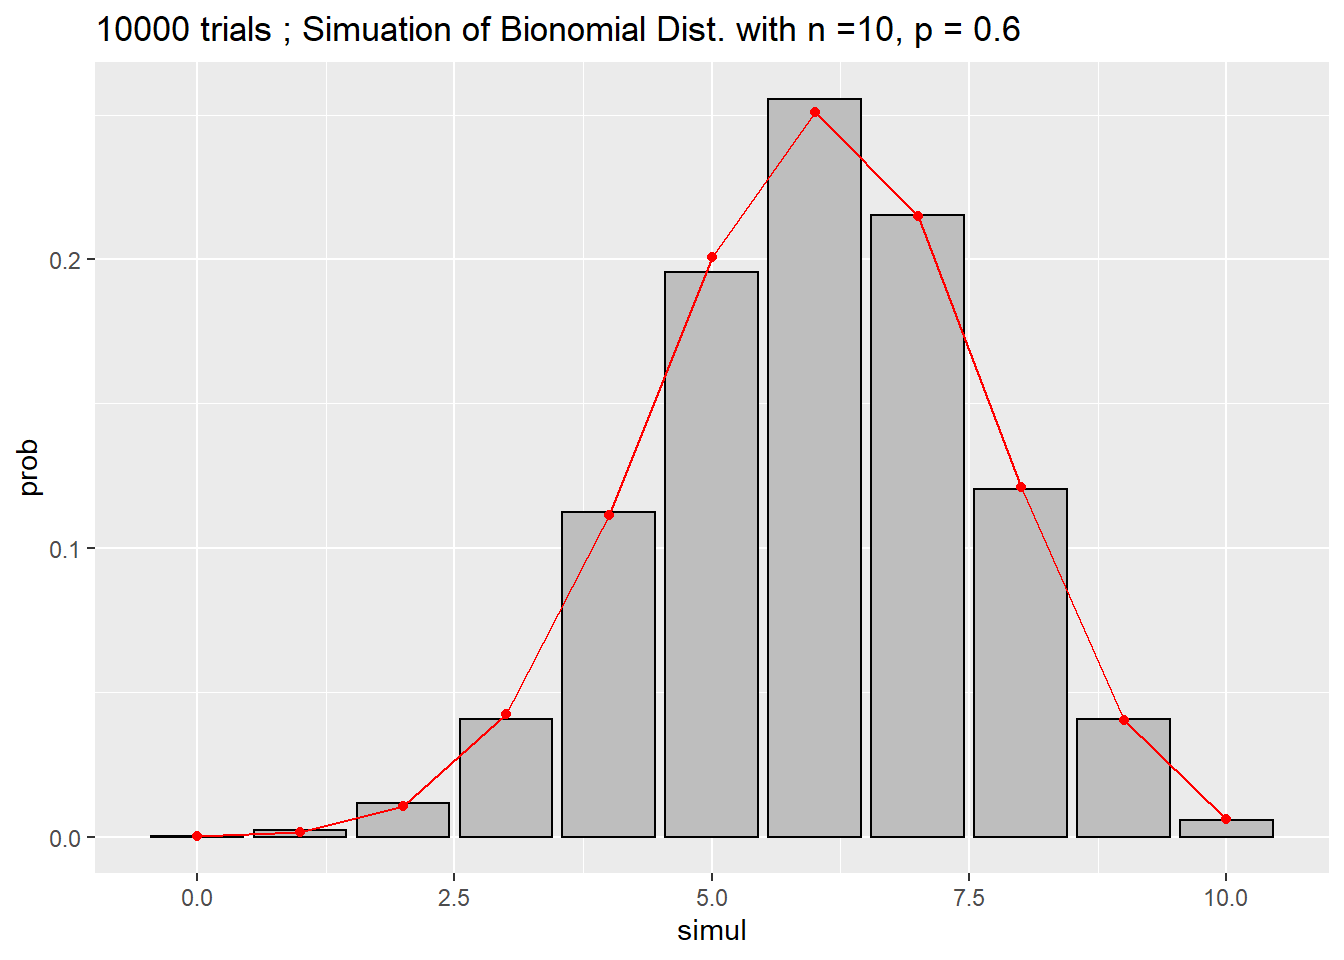 10000 trials ; Simuation of Bionomial Dist. with n =10, p = 0.6
prob
0.2
0.1
0.0
0.0 2.5 5.0 7.5 10.0
simul